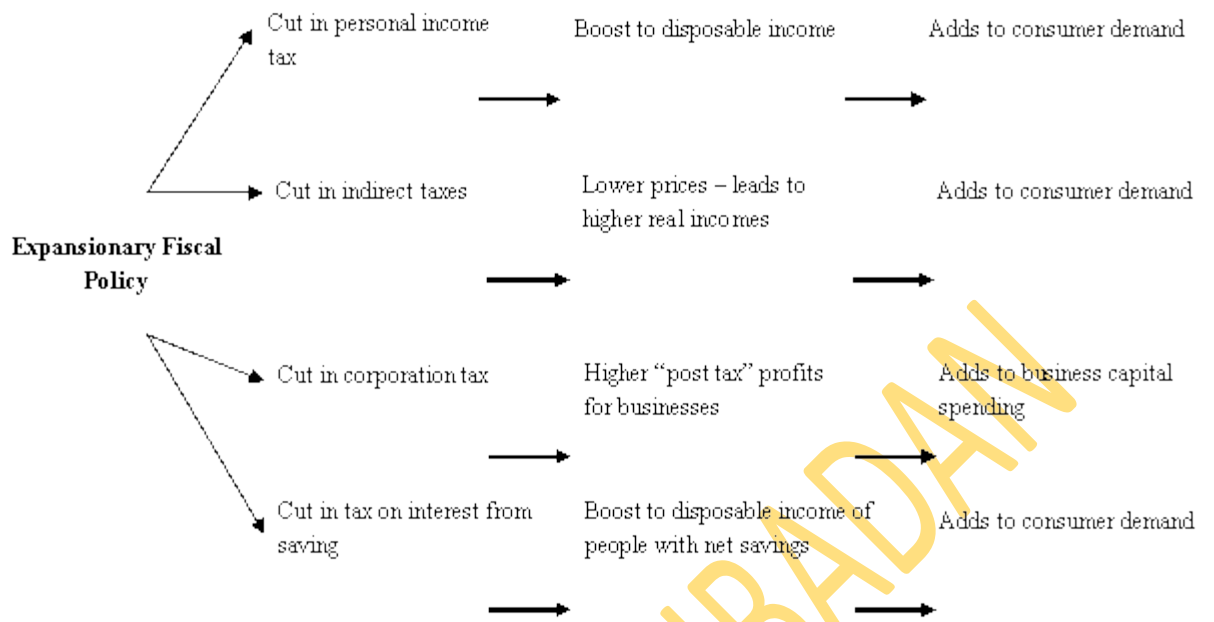 Cut in personal income
tax
Boost to disposable income
Adds to consumer demand
Cut in indirect taxes
Lower prices – leads to
higher real incomes
Adds to consumer demand
Expansionary Fiscal
Policy
Cut in corporation tax
Higher “post tax” profits
for businesses
Adds to business capital
spending
Cut in tax on interest from
saving
Boost to disposable income of
people with net savings
Adds to consumer demand
BADAN